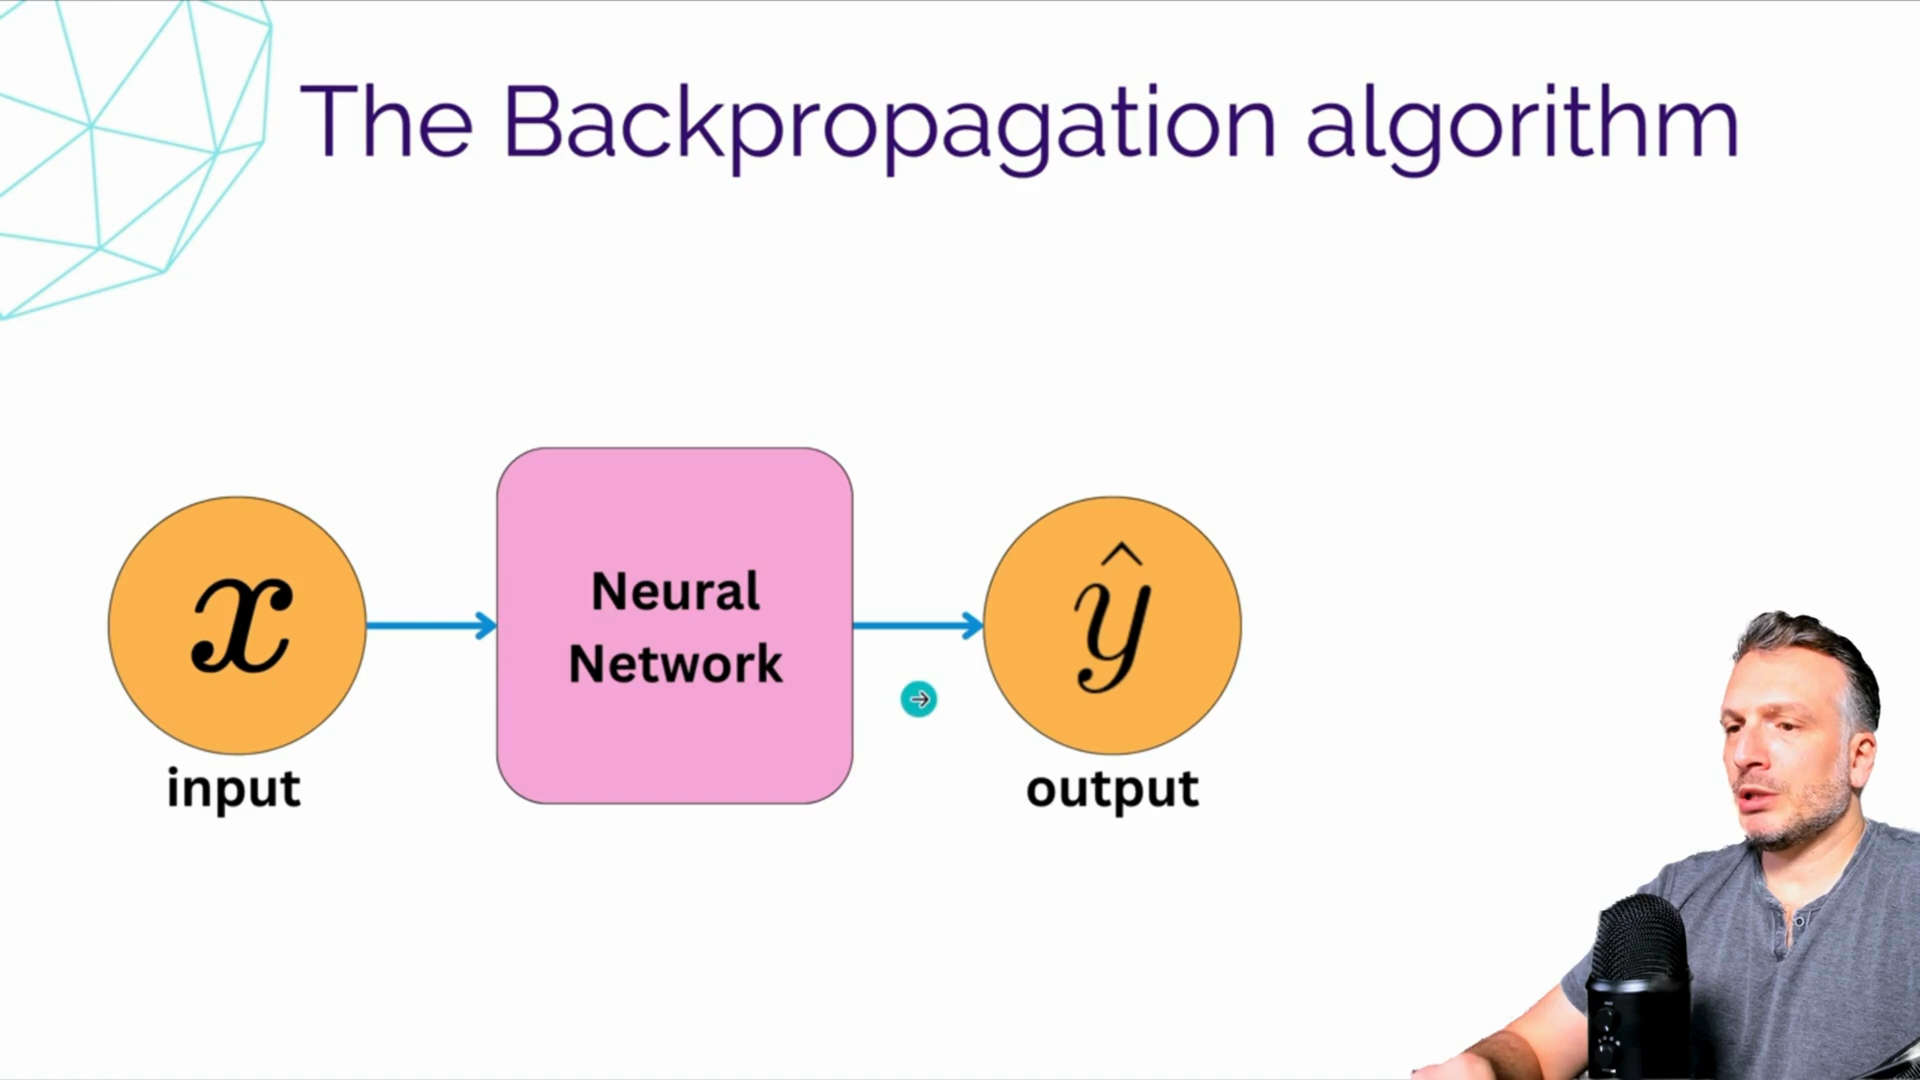 The Backpropagation algorithm
x
Neural
Network
ŷ
input
output